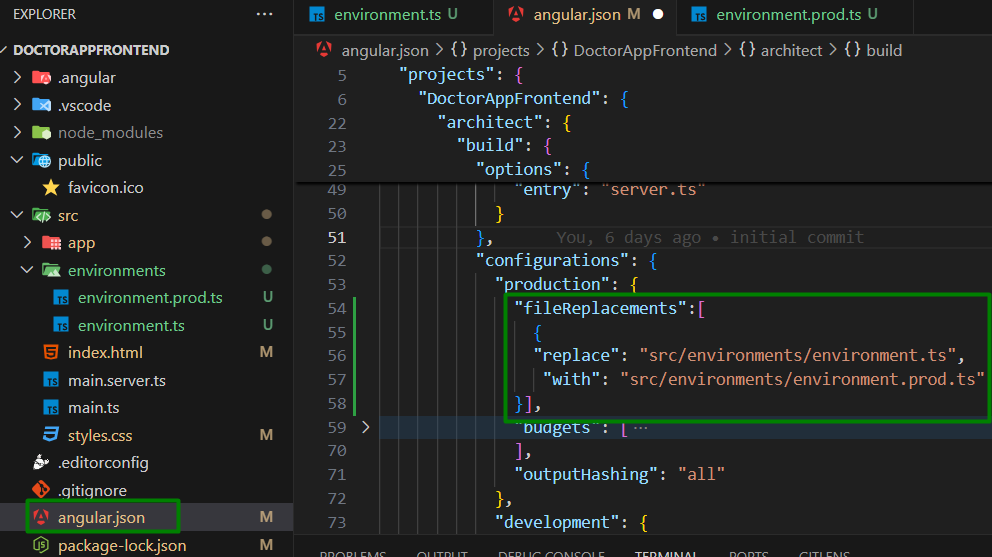 EXPLORER ...
DOCTORAPPFRONTEND
.angular
.vscode
node_modules
public
favicon.ico
src
app
environments
environment.prod.ts U
environment.ts U
index.html M
main.server.ts
main.ts
styles.css M
.editorconfig
.gitignore
angular.json M
package-lock.json M
environment.ts U angular.json M environment.prod.ts U
angular.json > {} projects > {} DoctorAppFrontend > {} architect > {} build
5 "projects": {
6 "DoctorAppFrontend": {
22 "architect": {
23 "build": {
25 "options": {
49 "entry": "server.ts"
50 }
51 }, You, 6 days ago • initial commit
52 "configurations": {
53 "production": {
54 "fileReplacements":[
55 {
56 "replace": "src/environments/environment.ts",
57 "with": "src/environments/environment.prod.ts"
58 }],
59 "budgets": [ ...
70 ],
71 "outputHashing": "all"
72 },
73 "development": {
PROBLEMS OUTPUT DEBUG CONSOLE TERMINAL PORTS GITLENS